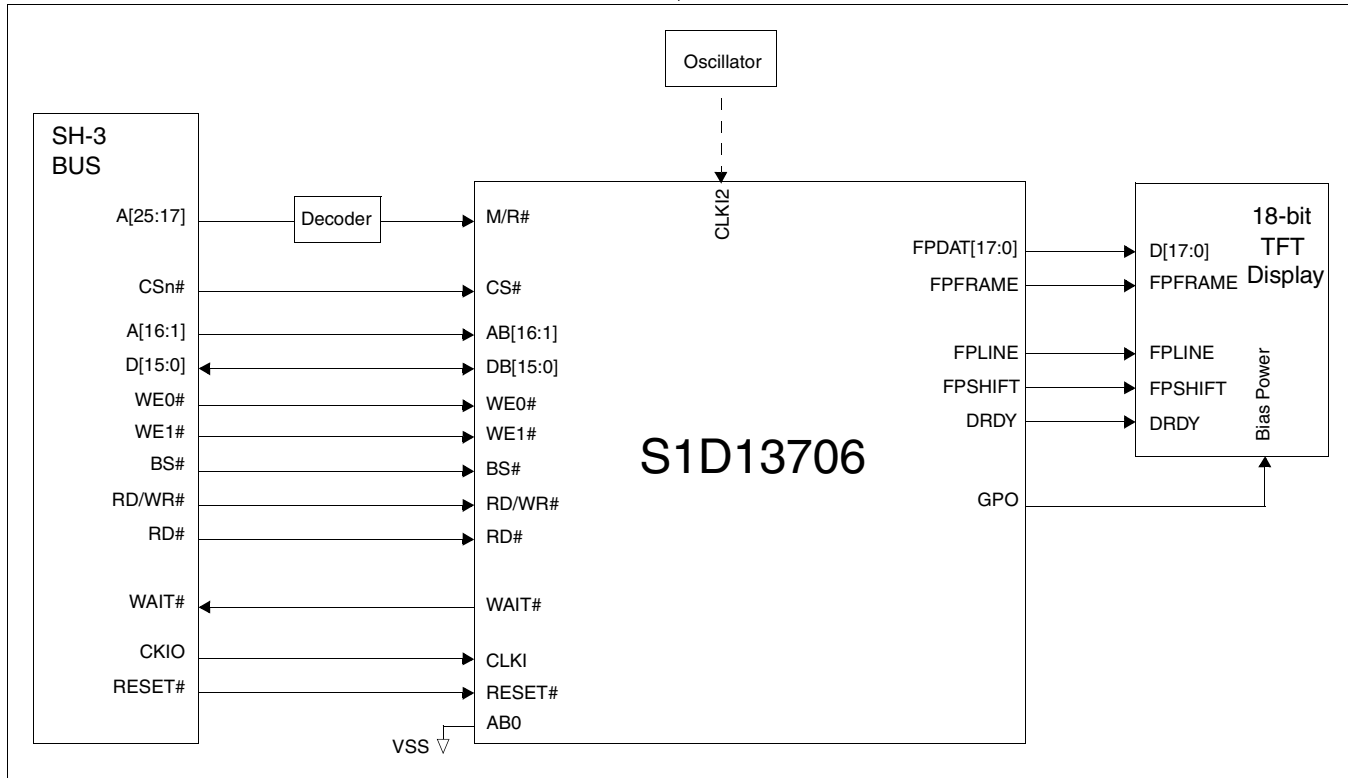 Oscillator
SH-3
BUS
A[25:17]
Decoder
M/R#
CLKI2
18-bit
TFT
Display
FPDAT[17:0]
D[17:0]
FPFRAME
FPFRAME
CSn#
CS#
A[16:1]
AB[16:1]
D[15:0]
DB[15:0]
FPLINE
FPLINE
WE0#
WE0#
FPSHIFT
FPSHIFT
WE1#
WE1#
DRDY
DRDY
Bias Power
BS#
BS#
S1D13706
RD/WR#
RD/WR#
GPO
RD#
RD#
WAIT#
WAIT#
CKIO
CLKI
RESET#
RESET#
AB0
VSS